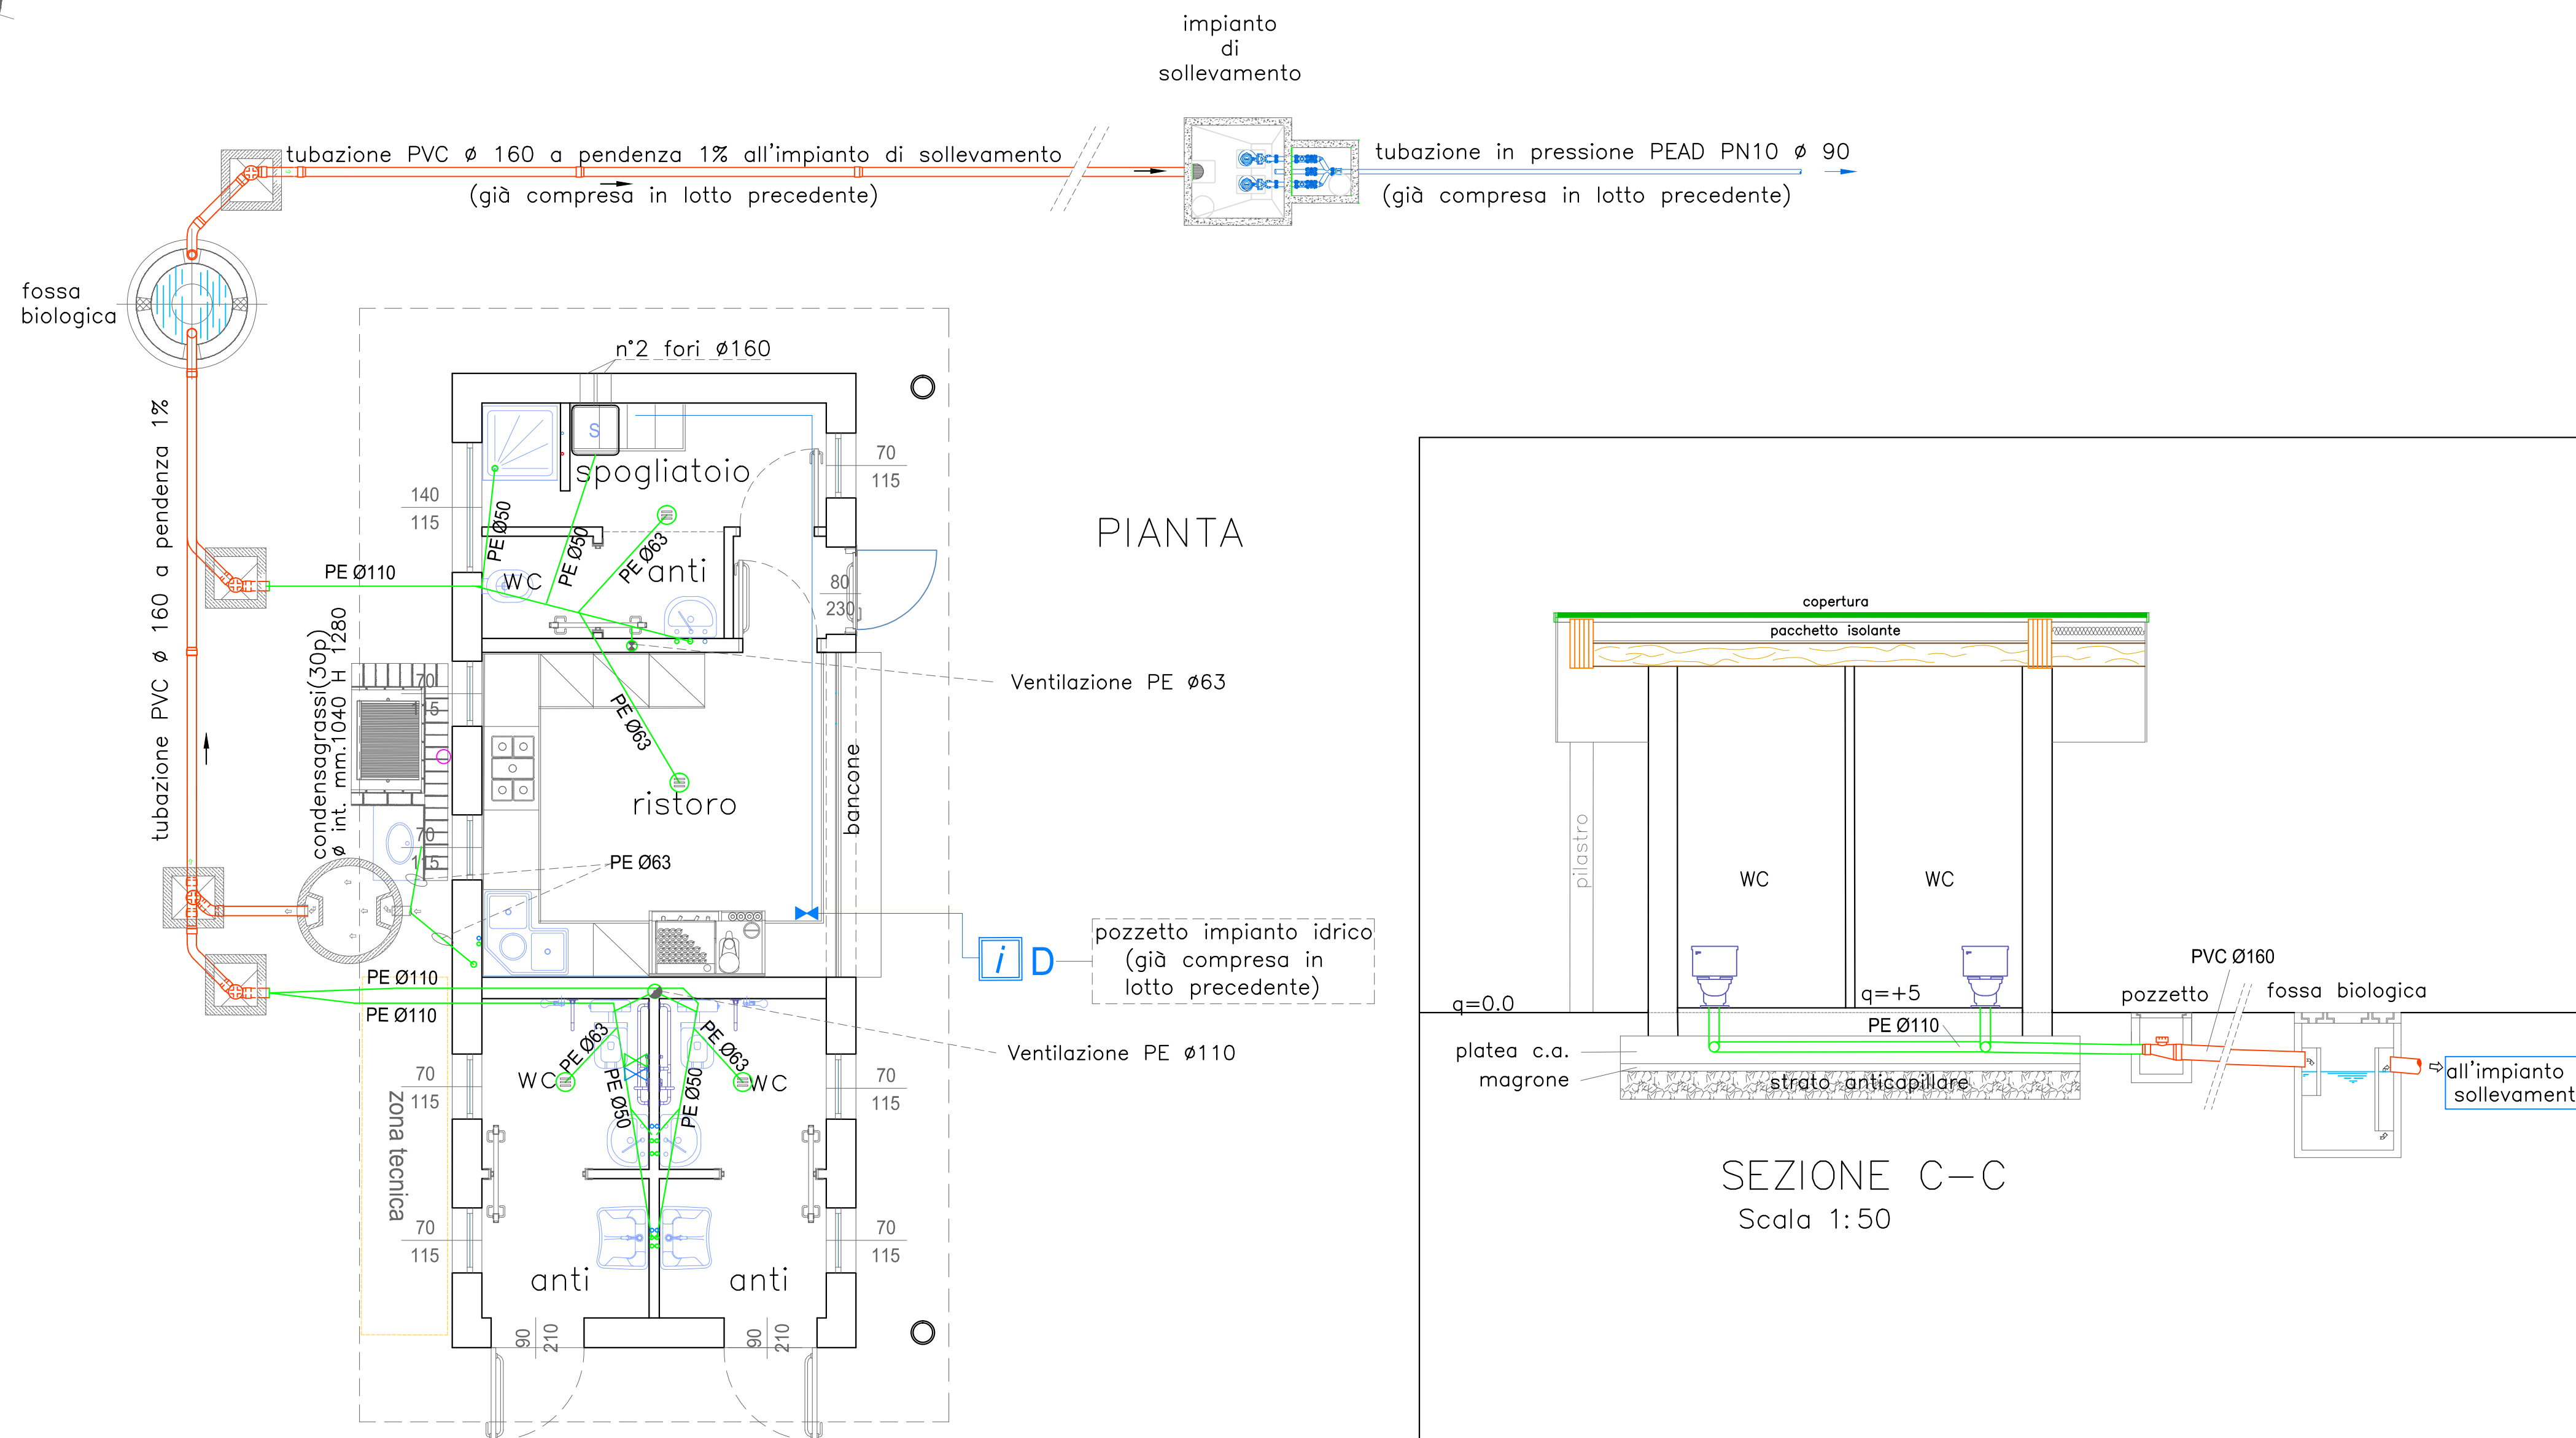 impianto
di
sollevamento
tubazione PVC ø 160 a pendenza 1% all'impianto di sollevamento
(già compresa in lotto precedente)
tubazione in pressione PEAD PN10 ø 90
(già compresa in lotto precedente)
fossa
biologica
n°2 fori ø160
tubazione PVC ø 160 a pendenza 1%
S
spogliatoio
70
115
140
115
PE Ø50
PE Ø50
PE Ø63
PE Ø110
WC
anti
80
230
PIANTA
condensagrassi(30p)
ø int. mm.1040 H 1280
70
Ventilazione PE ø63
PE Ø63
ristoro
bancone
70
115
PE Ø63
i D
pozzetto impianto idrico
(già compresa in
lotto precedente)
PE Ø110
PE Ø110
PE Ø63
PE Ø63
Ventilazione PE ø110
WC
WC
PE Ø50
PE Ø50
70
115
70
115
zona tecnica
70
115
70
115
anti
anti
90
210
90
210
copertura
pacchetto isolante
pilastro
WC
WC
q=0.0
q=+5
PE Ø110
PVC Ø160
pozzetto
fossa biologica
platea c.a.
magrone
strato anticapillare
all'impianto
sollevament
SEZIONE C-C
Scala 1:50